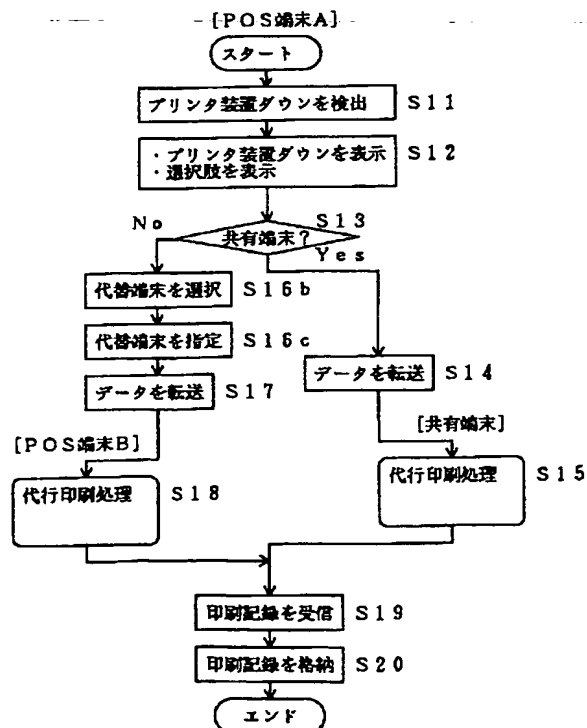 [POS端末A]
スタート
プリンタ装置ダウンを検出 S11
・プリンタ装置ダウンを表示
・選択肢を表示 S12
S13
共有端末?
No
Yes
代替端末を選択 S16b
代替端末を指定 S16c
データを転送 S17
データを転送 S14
[POS端末B]
[共有端末]
代行印刷処理 S18
代行印刷処理 S15
印刷記録を受信 S19
印刷記録を格納 S20
エンド